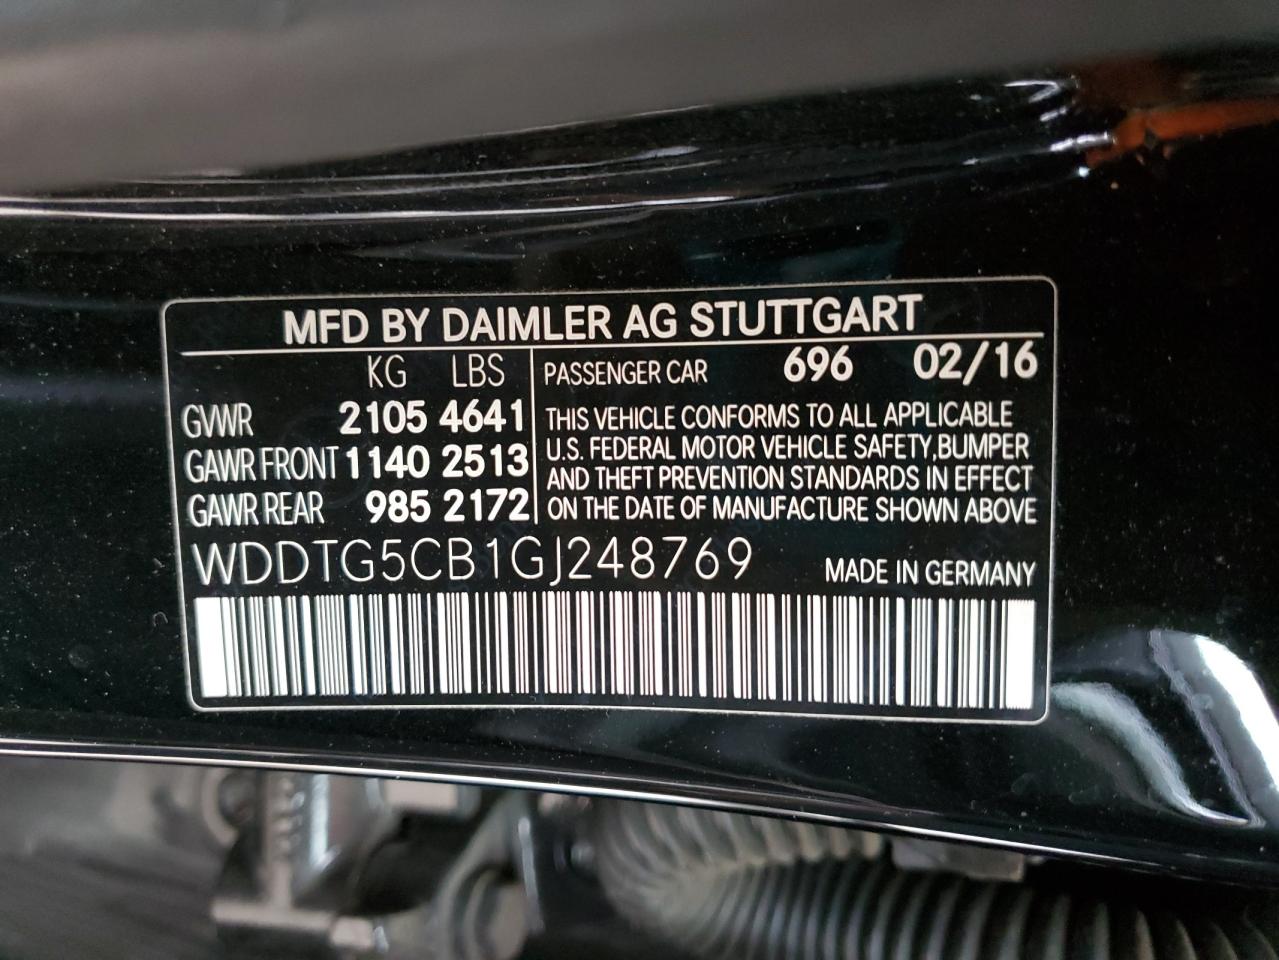 MFD BY DAIMLER AG STUTTGART
KG LBS
GVWR 2105 4641
GAWR FRONT 1140 2513
GAWR REAR 985 2172
PASSENGER CAR 696 02/16
THIS VEHICLE CONFORMS TO ALL APPLICABLE
U.S. FEDERAL MOTOR VEHICLE SAFETY,BUMPER
AND THEFT PREVENTION STANDARDS IN EFFECT
ON THE DATE OF MANUFACTURE SHOWN ABOVE
WDDTG5CB1GJ248769 MADE IN GERMANY